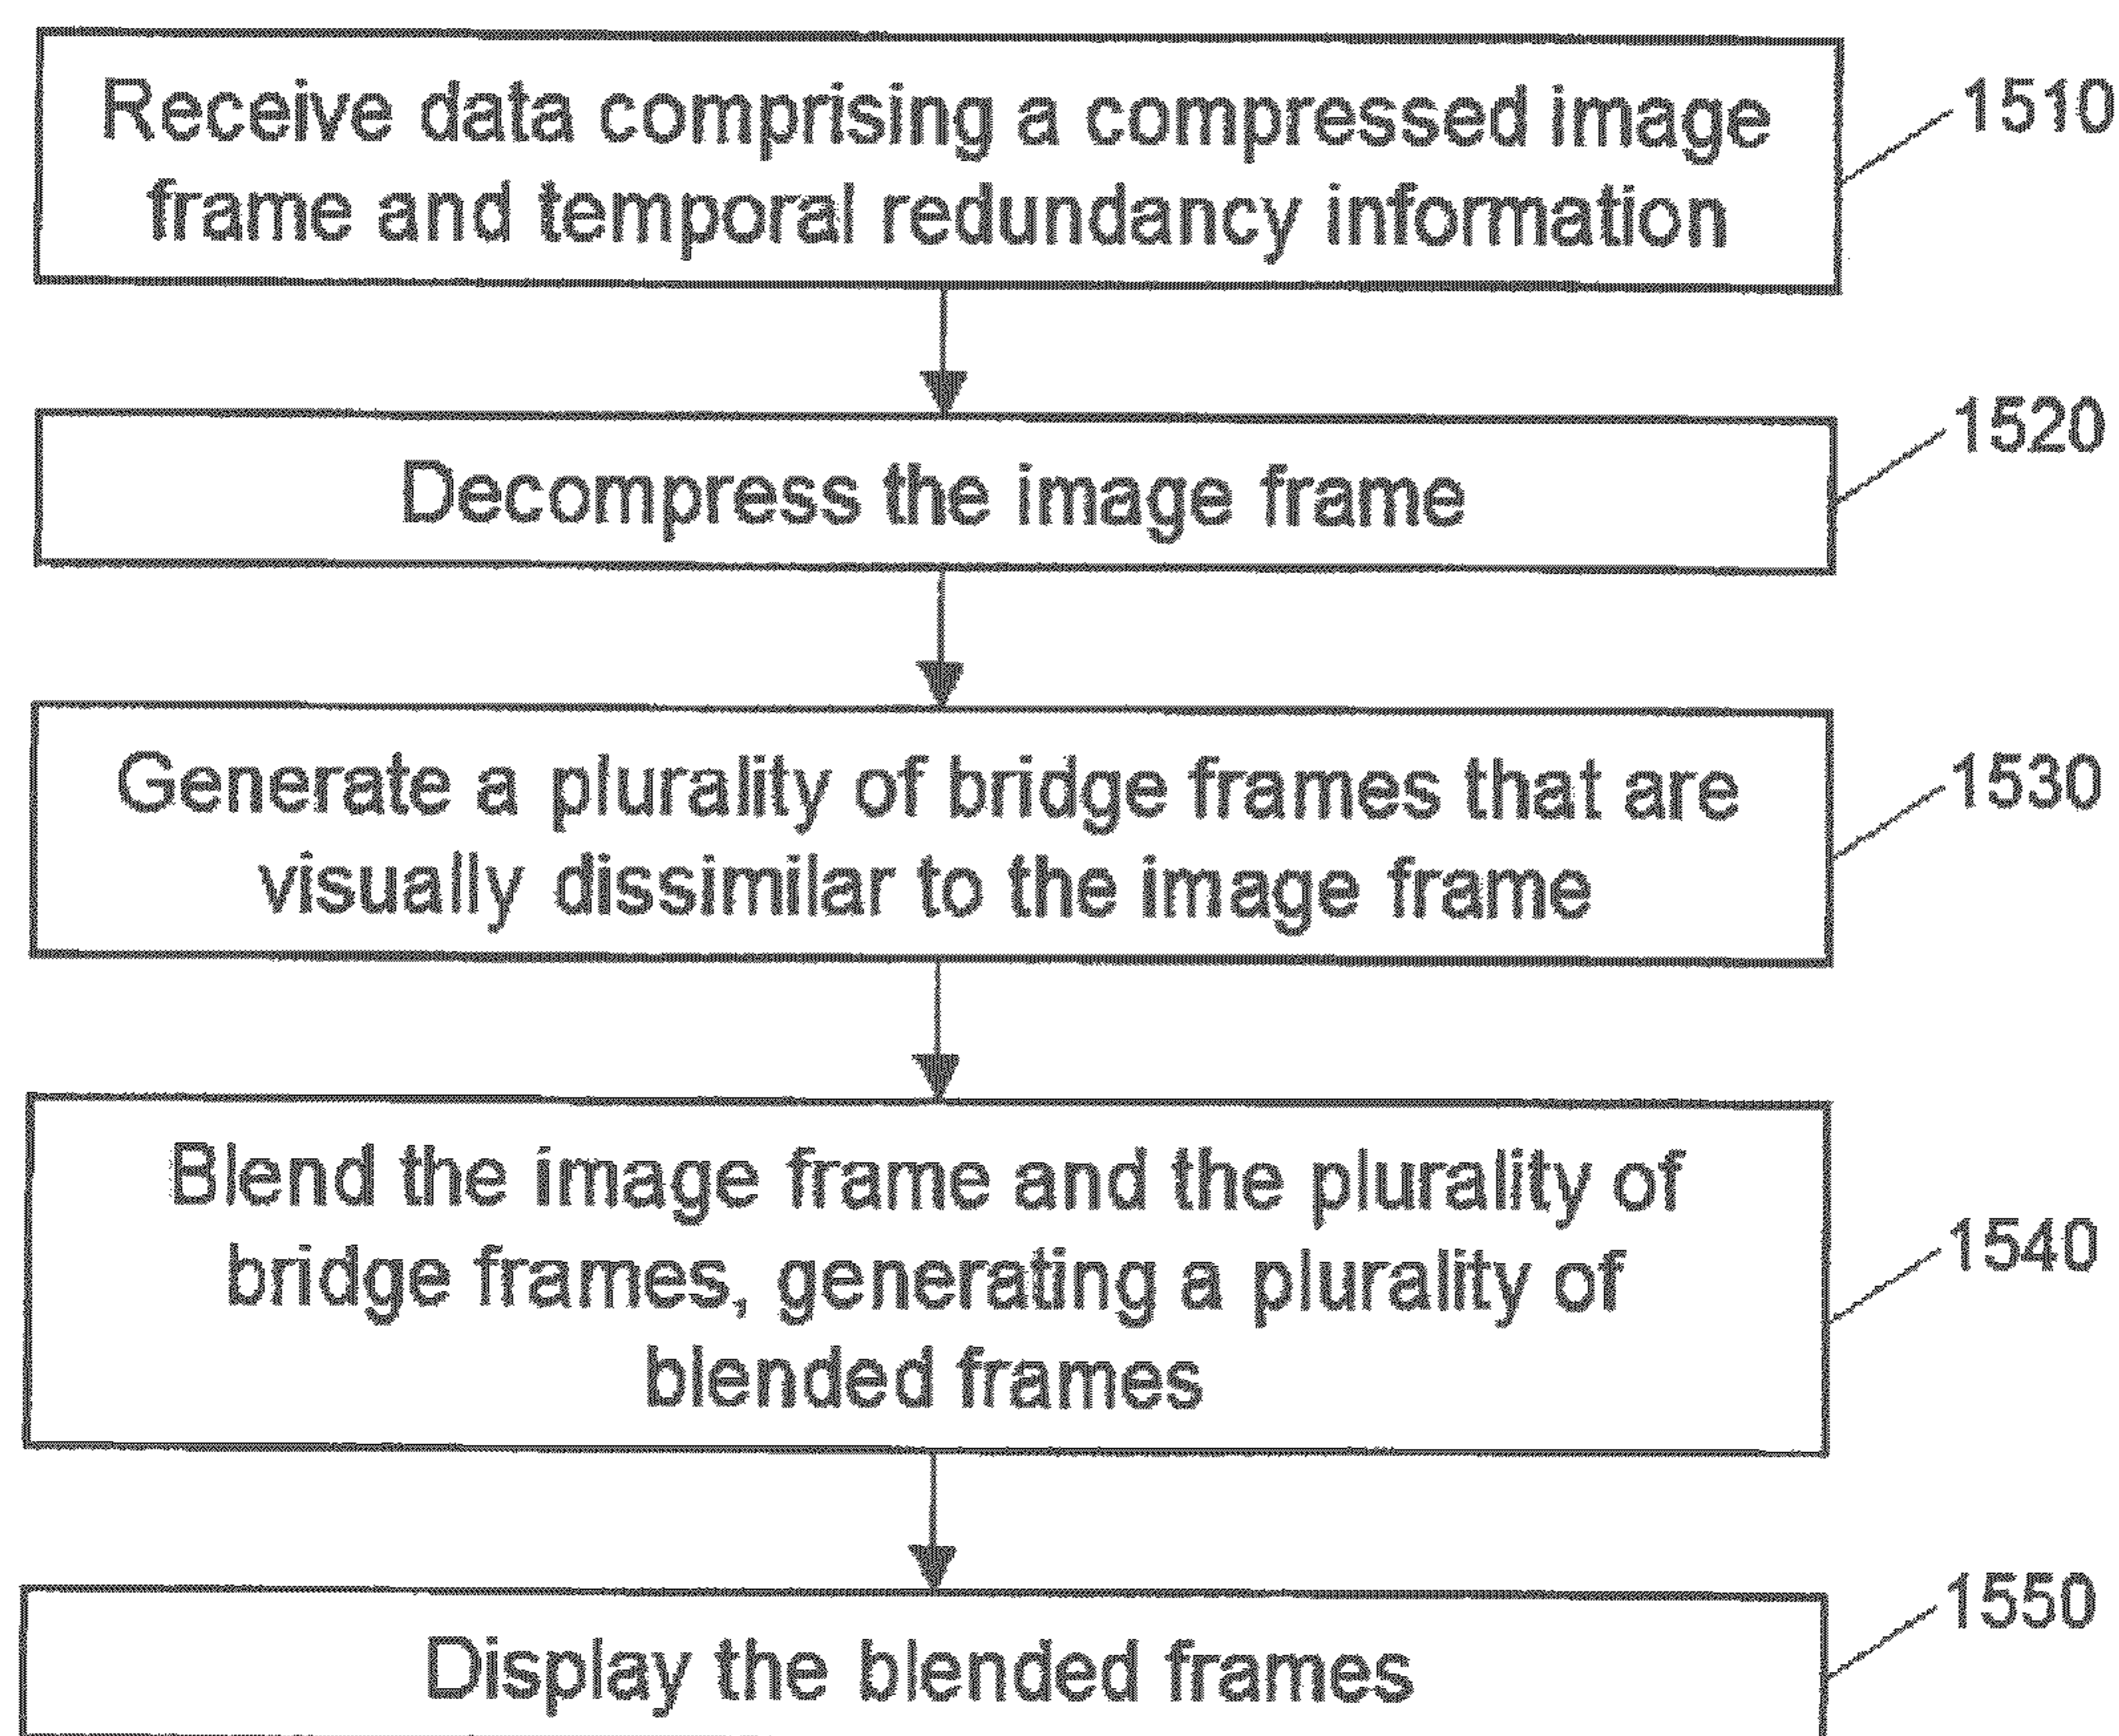 Receive data comprising a compressed image
frame and temporal redundancy information
1510
Decompress the image frame
1520
Generate a plurality of bridge frames that are
visually dissimilar to the image frame
1530
Blend the image frame and the plurality of
bridge frames, generating a plurality of
blended frames
1540
Display the blended frames
1550